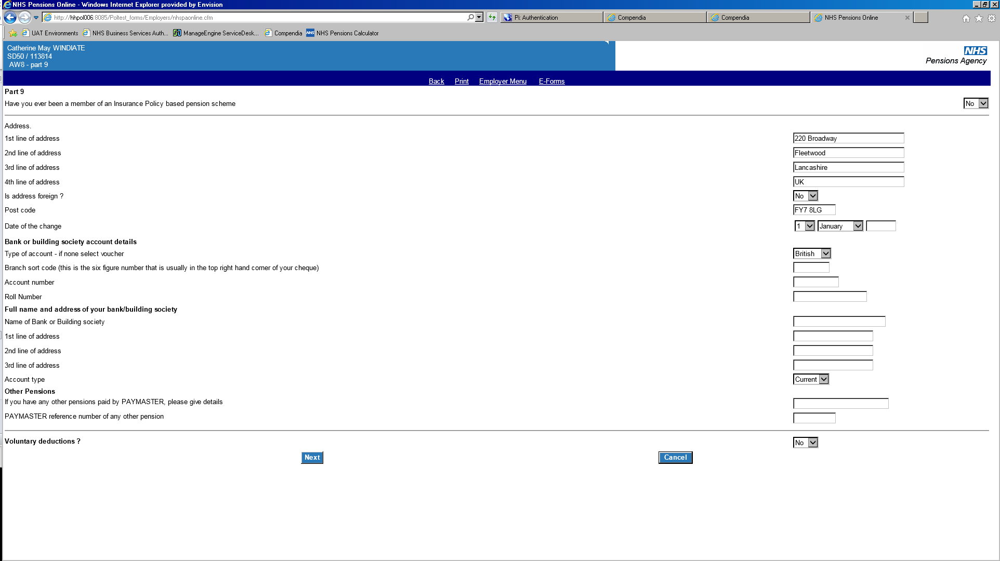 NHS Pensions Online - Windows Internet Explorer provided by Envision
http://hhpol006:8085/Poltest_forms/Employers/nhspaonline.cfm
Pi: Authentication
Compendia
Compendia
NHS Pensions Online
UAT Environments
NHS Business Services Auth...
ManageEngine ServiceDesk...
Compendia
NHS
NHS Pensions Calculator
Catherine May WINDIATE
SD50 / 113814
AW8 - part 9
NHS
Pensions Agency
Back Print Employer Menu E-Forms
Part 9
Have you ever been a member of an Insurance Policy based pension scheme No
Address.
1st line of address 220 Broadway
2nd line of address Fleetwood
3rd line of address Lancashire
4th line of address UK
Is address foreign ? No
Post code FY7 8LG
Date of the change 1 January
Bank or building society account details
Type of account - if none select voucher British
Branch sort code (this is the six figure number that is usually in the top right hand corner of your cheque)
Account number
Roll Number
Full name and address of your bank/building society
Name of Bank or Building society
1st line of address
2nd line of address
3rd line of address
Account type Current
Other Pensions
If you have any other pensions paid by PAYMASTER, please give details
PAYMASTER reference number of any other pension
Voluntary deductions ? No
Next Cancel